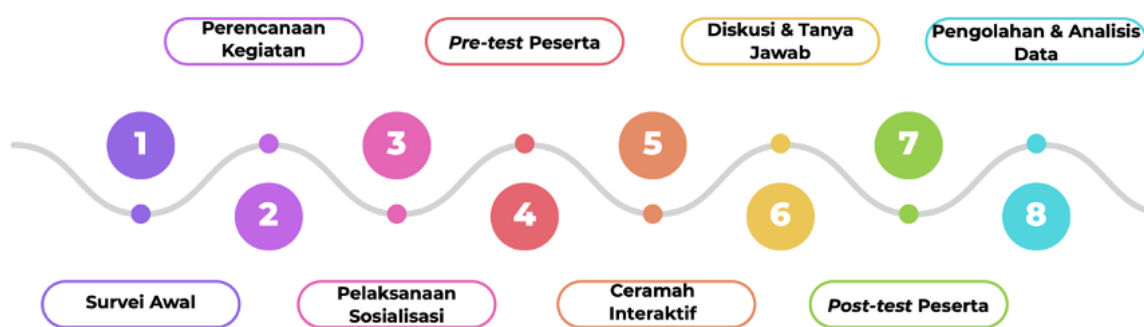 Perencanaan
Kegiatan
Pre-test Peserta
Diskusi & Tanya
Jawab
Pengolahan & Analisis
Data
1
3
5
7
2
4
6
8
Survei Awal
Pelaksanaan
Sosialisasi
Ceramah
Interaktif
Post-test Peserta